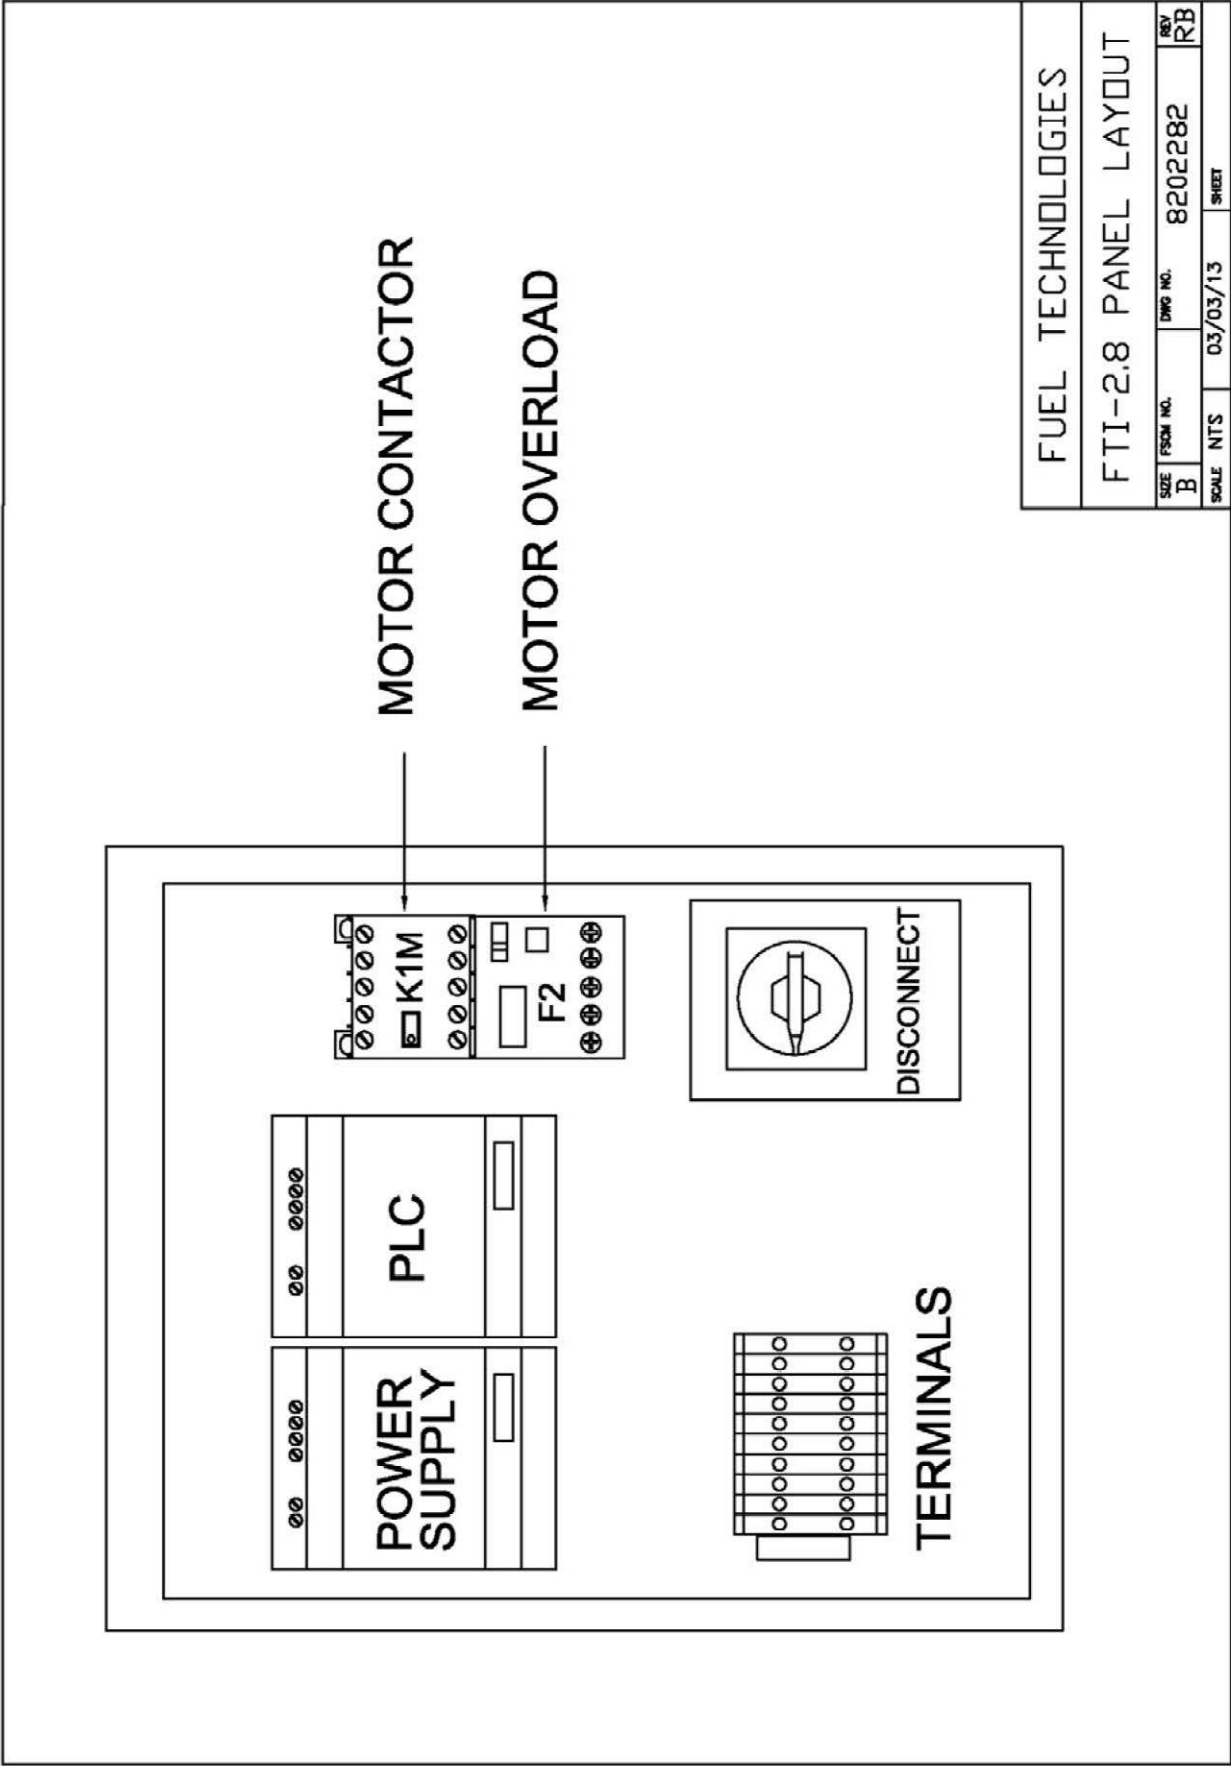 MOTOR CONTACTOR
MOTOR OVERLOAD
POWER
SUPPLY
PLC
K1M
F2
TERMINALS
DISCONNECT
FUEL TECHNOLOGIES
FTI-2.8 PANEL LAYOUT
SIZE B FSCM NO. DWG NO. 8202282 REV RB
SCALE NTS 03/03/13 SHEET